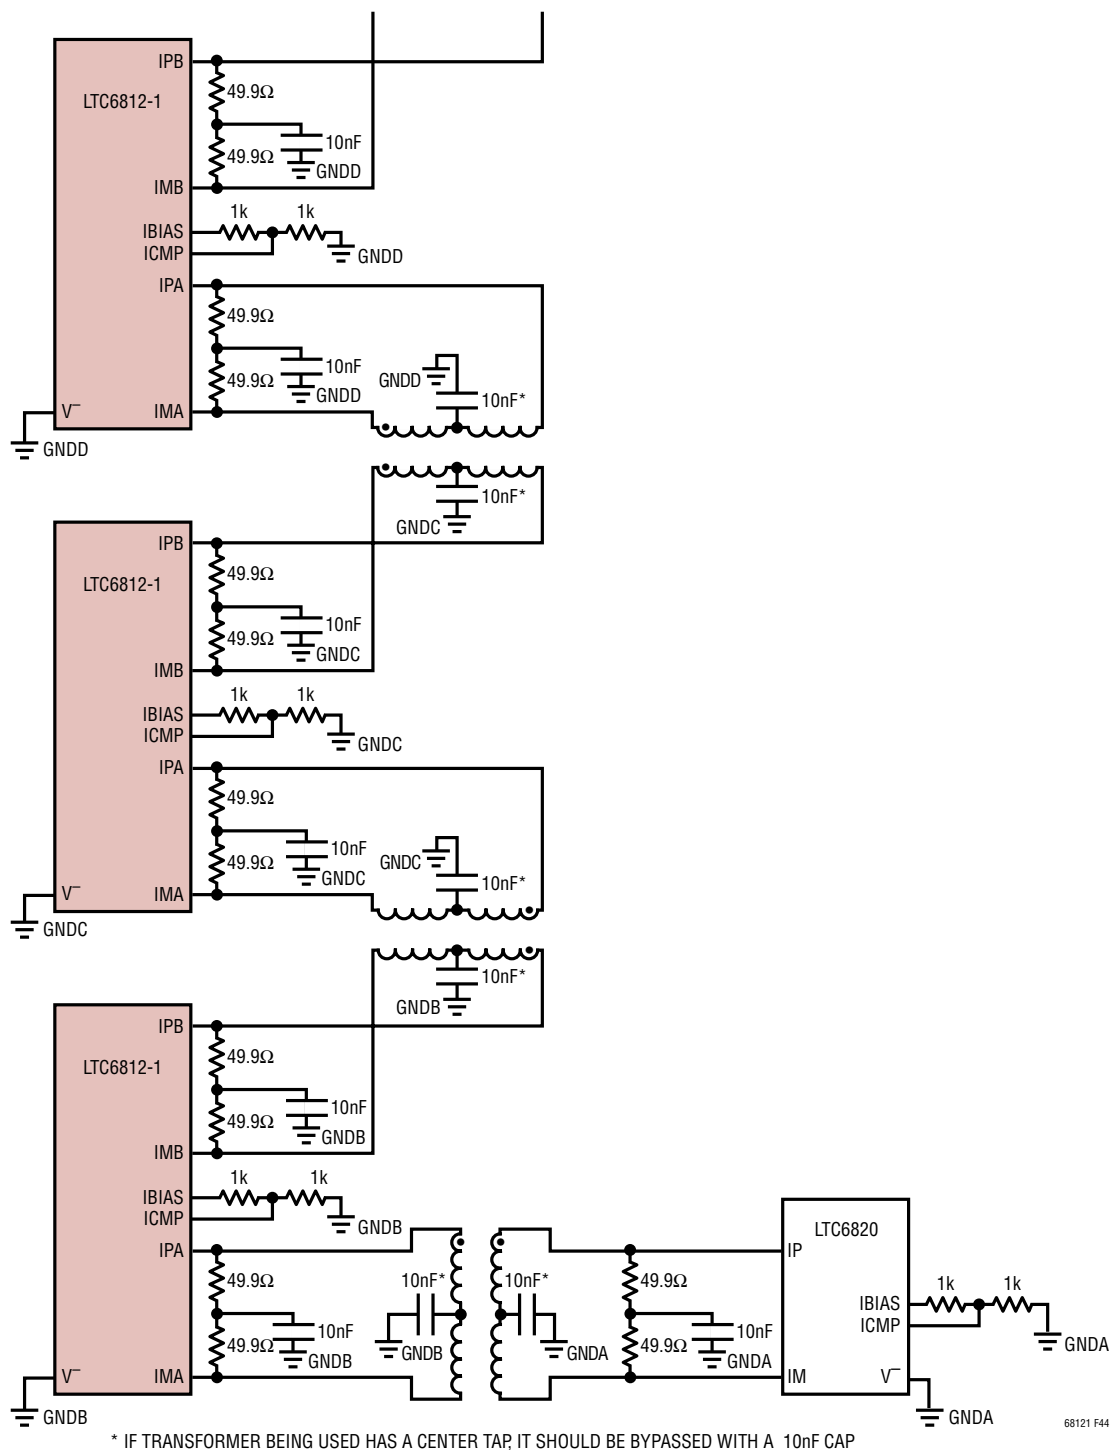 IPB
LTC6812-1
49.9Ω
10nF
49.9Ω
GNDD
IMB
1k 1k
IBIAS
ICMP
GNDD
IPA
49.9Ω
10nF
GNDD
49.9Ω
GNDD
10nF*
V– IMA
GNDD
10nF*
GNDC
IPB
LTC6812-1
49.9Ω
10nF
49.9Ω
GNDC
IMB
1k 1k
IBIAS
ICMP
GNDC
IPA
49.9Ω
10nF
49.9Ω
GNDC
GNDC
10nF*
V– IMA
GNDC
10nF*
GNDB
IPB
LTC6812-1
49.9Ω
10nF
49.9Ω
GNDB
IMB
1k 1k
IBIAS
ICMP
GNDB
IPA
49.9Ω
10nF
49.9Ω
GNDB
V– IMA
GNDB
10nF* 10nF*
GNDB GNDA
49.9Ω
10nF
49.9Ω
GNDA
LTC6820
IP
IBIAS
ICMP
IM V–
1k 1k
GNDA
GNDA
68121 F44
* IF TRANSFORMER BEING USED HAS A CENTER TAP, IT SHOULD BE BYPASSED WITH A 10nF CAP